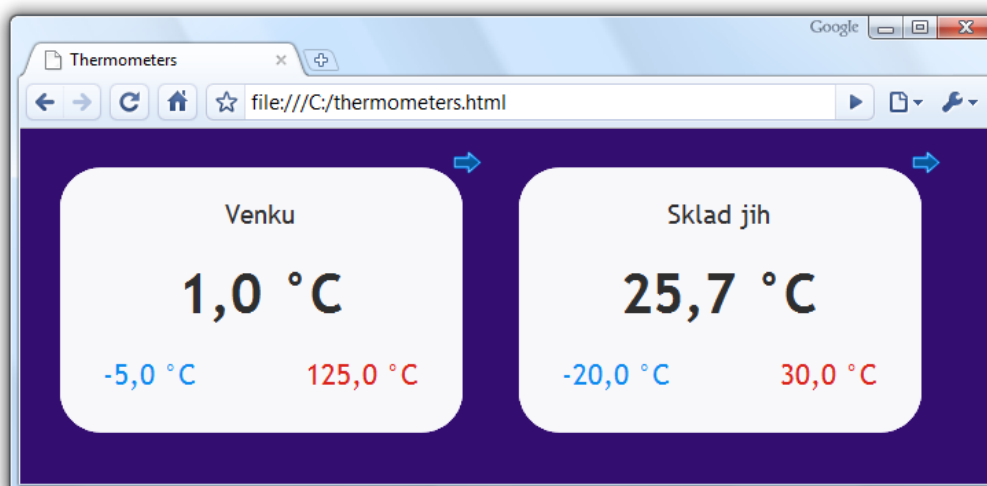 Google
Thermometers
file:///C:/thermometers.html
Venku
1,0 °C
-5,0 °C 125,0 °C
Sklad jih
25,7 °C
-20,0 °C 30,0 °C